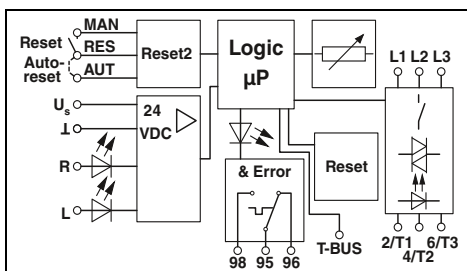 MAN
Reset
RES
Reset2
Auto-
reset
AUT
Logic
µP
L1 L2 L3
Us
24
VDC
⊥
R
L
& Error
Reset
98 95 96
T-BUS
2/T1 6/T3
4/T2